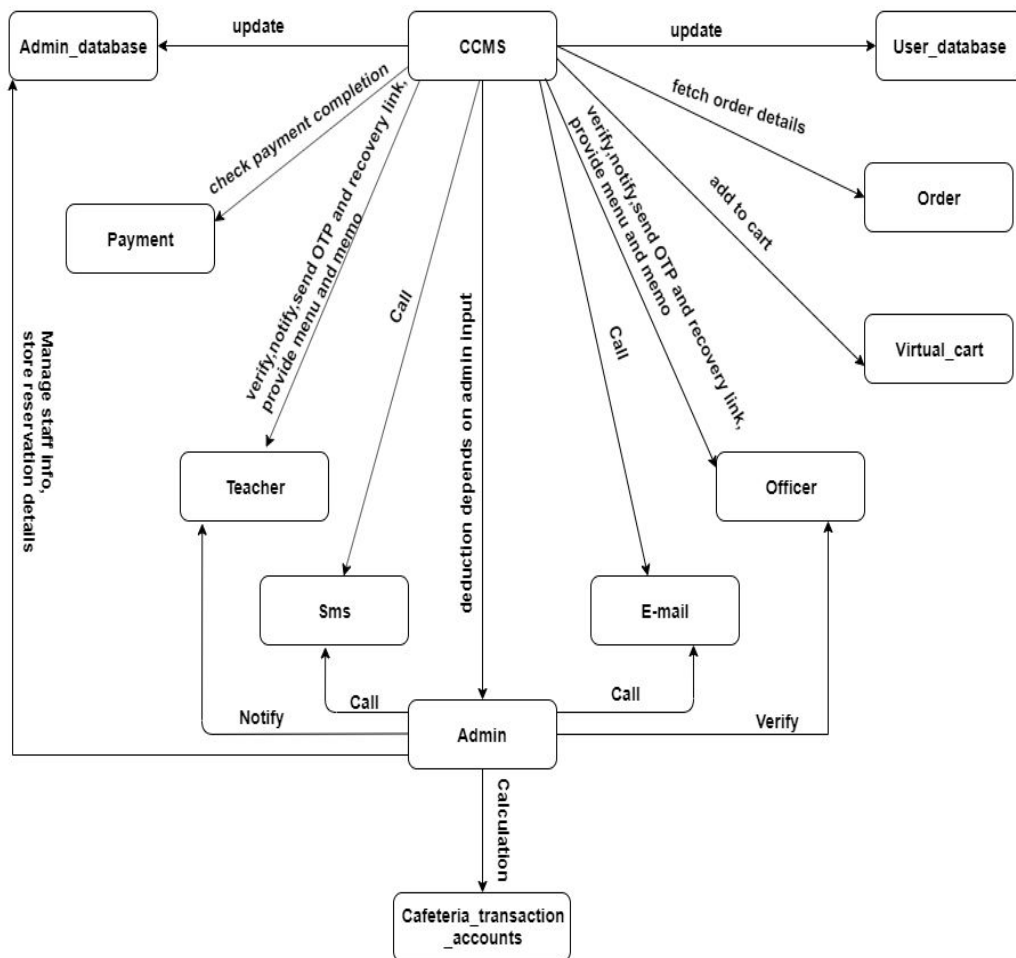 Admin_database
update
CCMS
update
User_database
check payment completion
verify,notify,send OTP and recovery link,
provide menu and memo
Call
deduction depends on admin input
Call
verify,notify,send OTP and recovery link,
provide menu and memo
fetch order details
add to cart
Payment
Order
Virtual_cart
Manage staff info,
store reservation details
Teacher
Officer
Sms
E-mail
Notify
Call
Admin
Call
Verify
Calculation
Cafeteria_transaction
_accounts